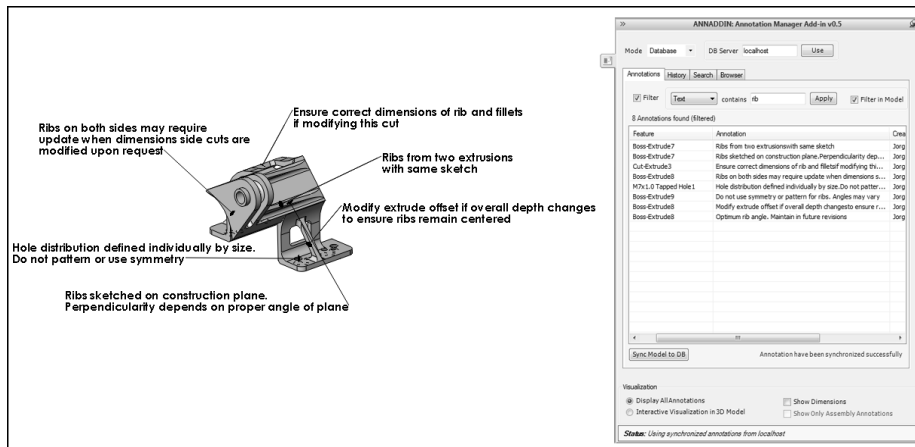 Ensure correct dimensions of rib and fillets
if modifying this cut
Ribs on both sides may require
update when dimensions side cuts are
modified upon request
Ribs from two extrusions
with same sketch
Modify extrude offset if overall depth changes
to ensure ribs remain centered
Hole distribution defined individually by size.
Do not pattern or use symmetry
Ribs sketched on construction plane.
Perpendicularity depends on proper angle of plane
ANNADDIN: Annotation Manager Add-in v0.5
Mode Database DB Server localhost Use
Annotations History Search Browser
Filter Text contains rib Apply Filter in Model
8 Annotations found (filtered)
Feature Annotation Crea
Boss-Extrude7 Ribs from two extrusionswith same sketch Jorg
Boss-Extrude7 Ribs sketched on construction plane.Perpendicularity dep... Jorg
Cut-Extrude3 Ensure correct dimensions of rib and filletsif modifying thi... Jorg
Boss-Extrude8 Ribs on both sides may require update when dimensions s... Jorg
M7x1.0 Tapped Hole1 Hole distribution defined individually by size.Do not patter... Jorg
Boss-Extrude9 Do not use symmetry or pattern for ribs. Angles may vary Jorg
Boss-Extrude8 Modify extrude offset if overall depth changesto ensure r... Jorg
Boss-Extrude8 Optimum rib angle. Maintain in future revisions Jorg
Sync Model to DB Annotation have been synchronized successfully
Visualization
Display All Annotations Show Dimensions
Interactive Visualization in 3D Model Show Only Assembly Annotations
Status: Using synchronized annotations from localhost